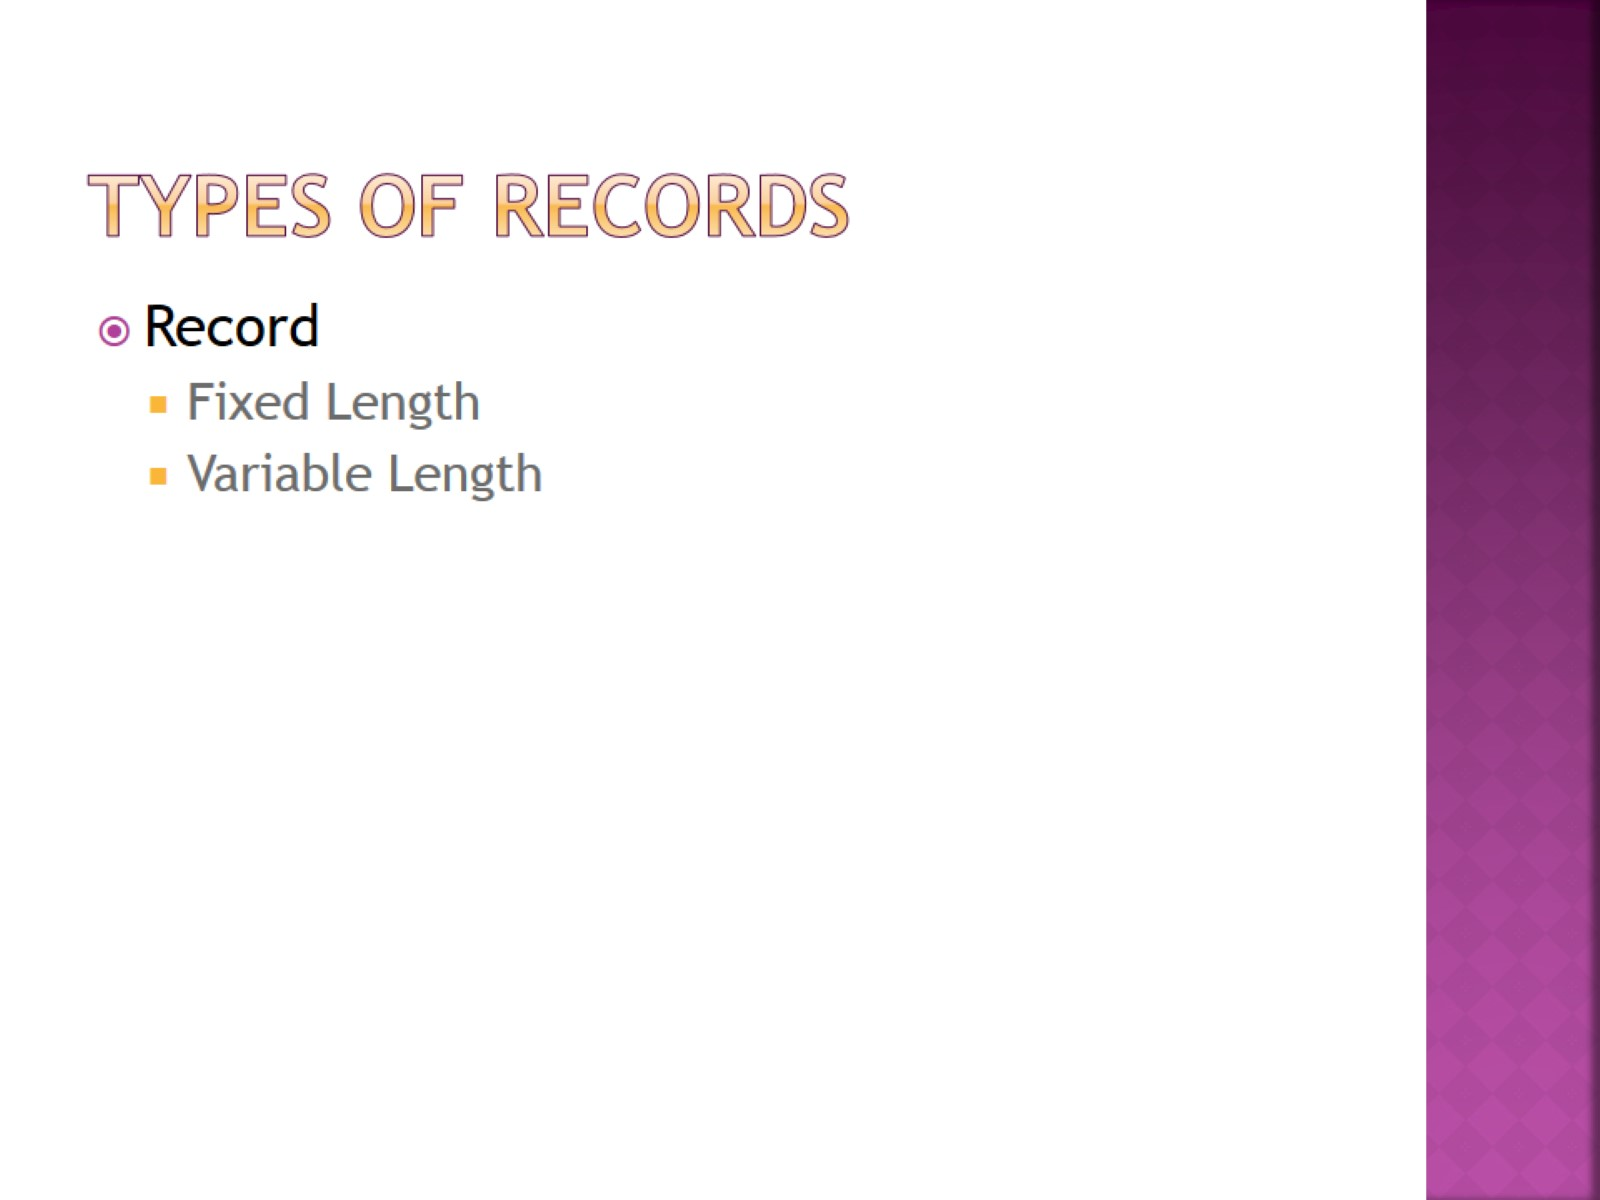 TYPES OF RECORDS
Record
Fixed Length
Variable Length